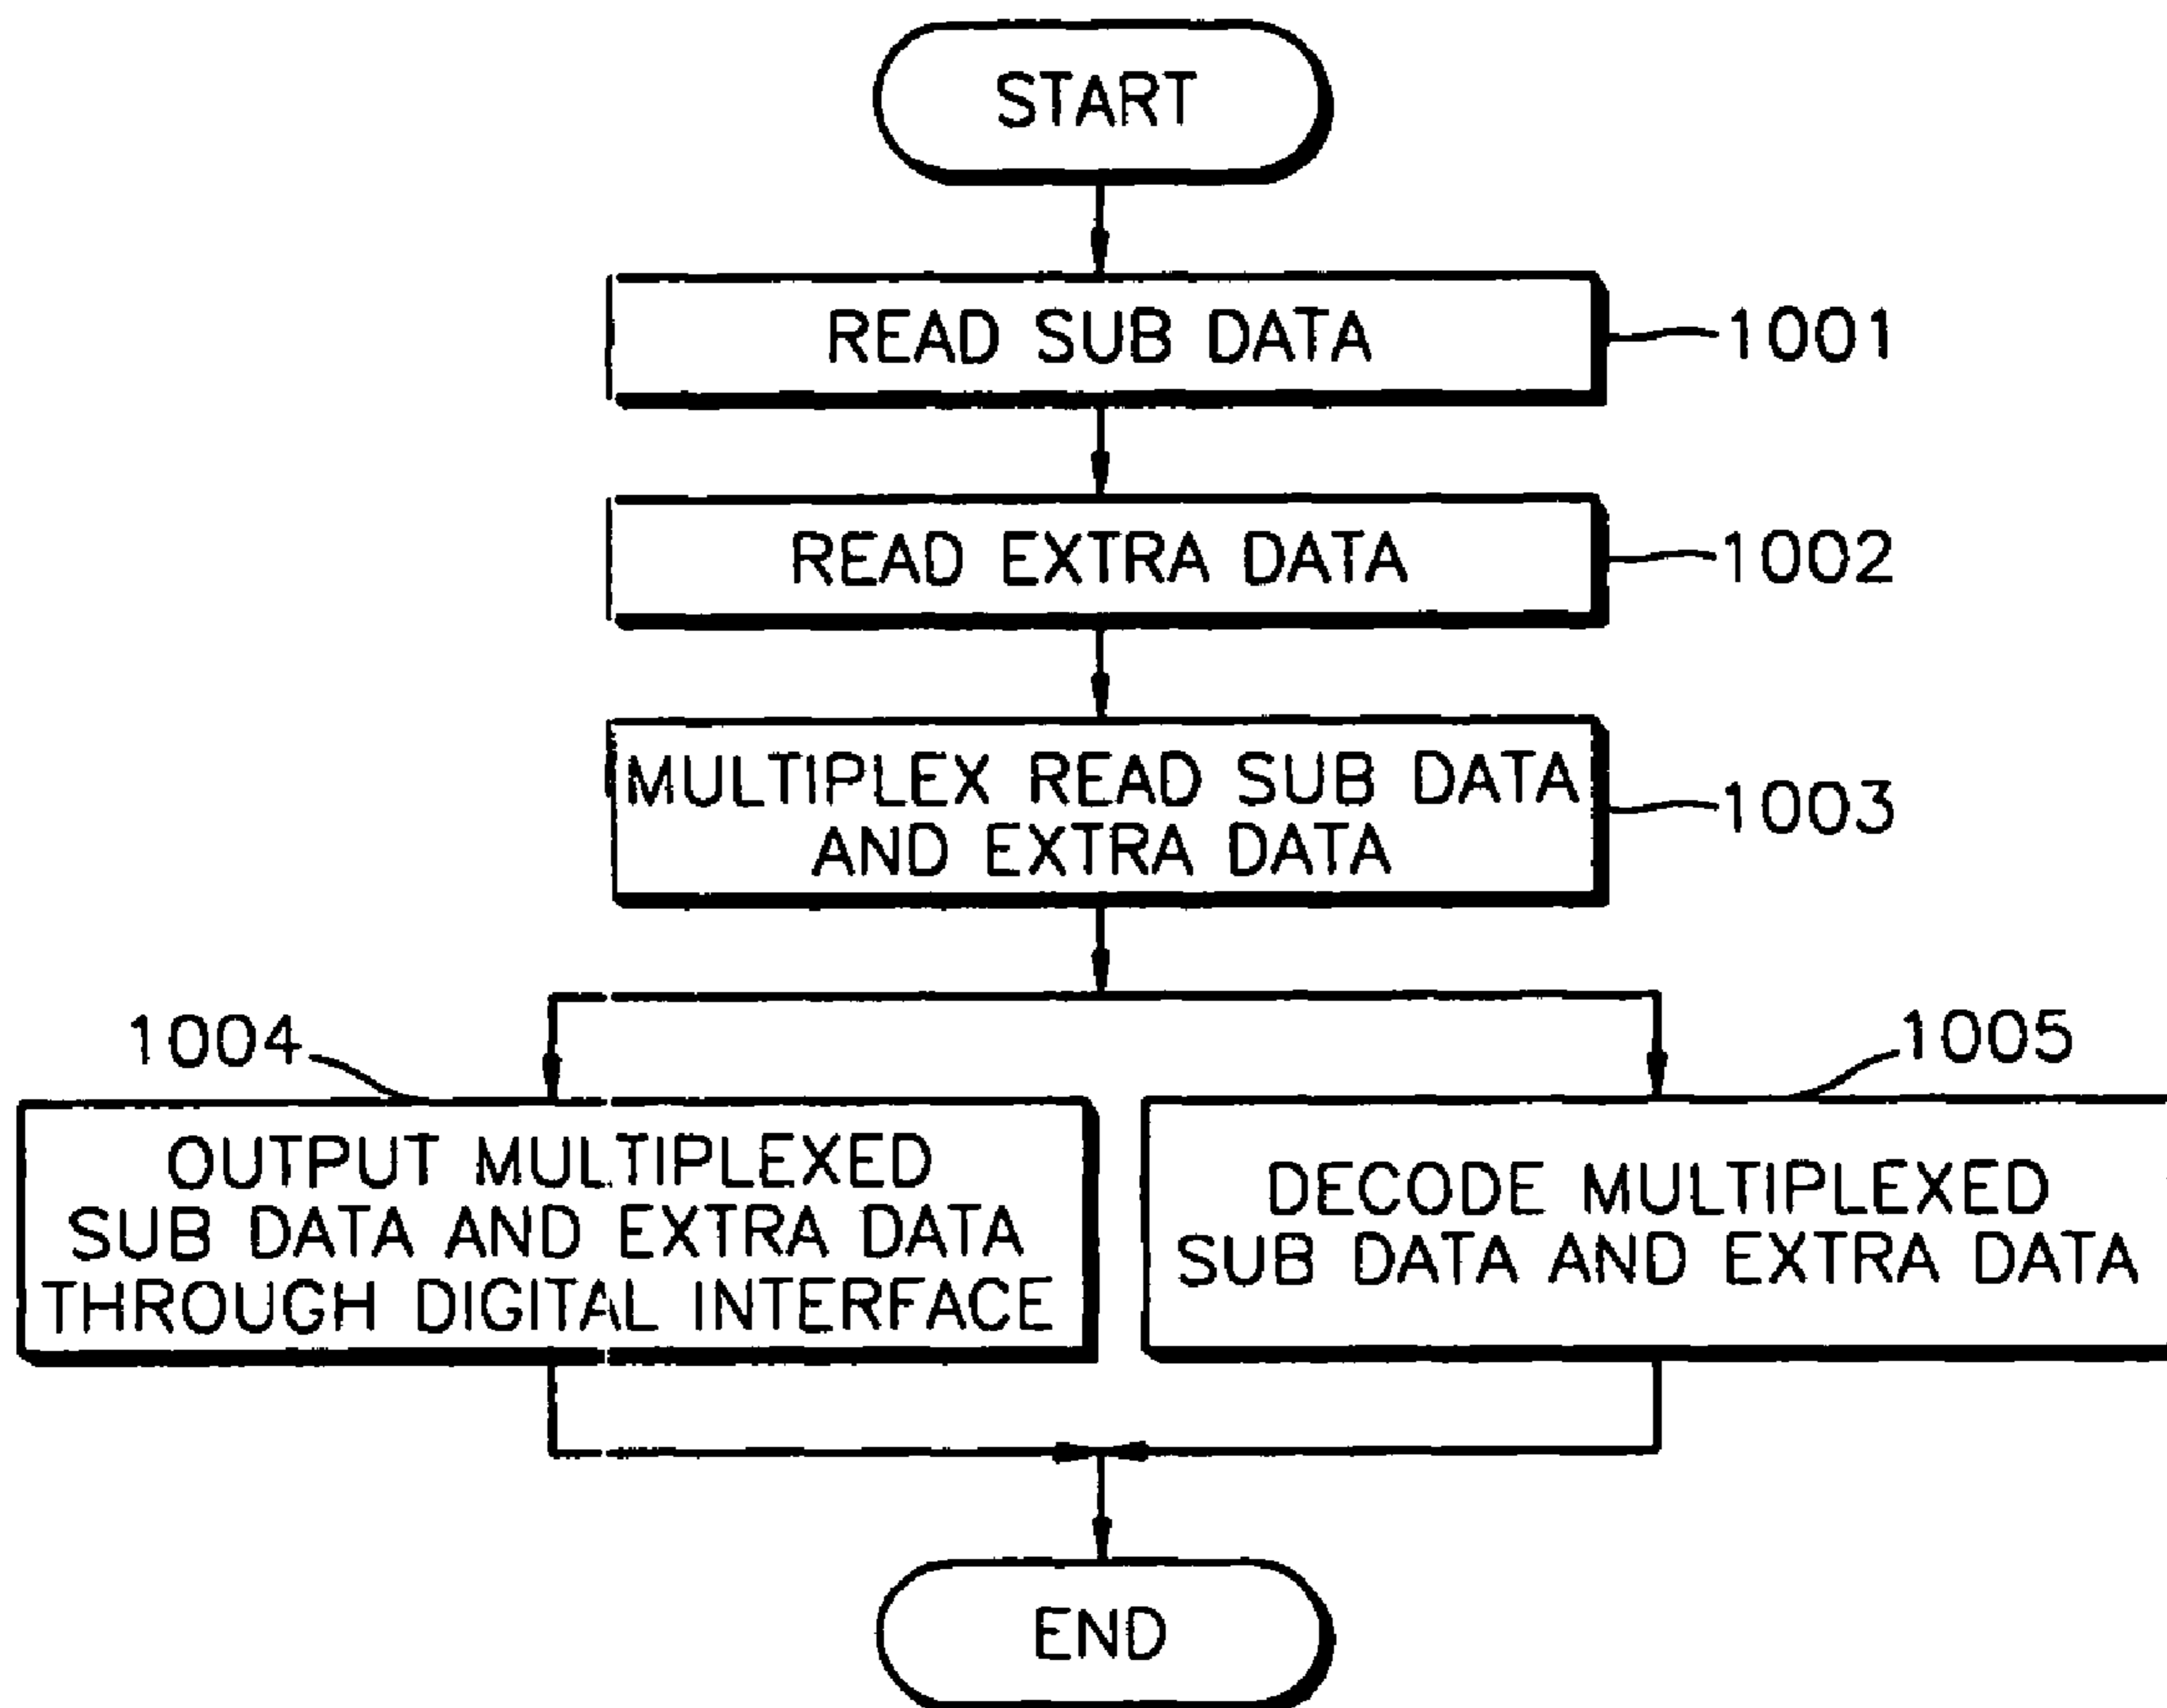 START
READ SUB DATA
1001
READ EXTRA DATA
1002
MULTIPLEX READ SUB DATA
AND EXTRA DATA
1003
1004
OUTPUT MULTIPLEXED
SUB DATA AND EXTRA DATA
THROUGH DIGITAL INTERFACE
1005
DECODE MULTIPLEXED
SUB DATA AND EXTRA DATA
END